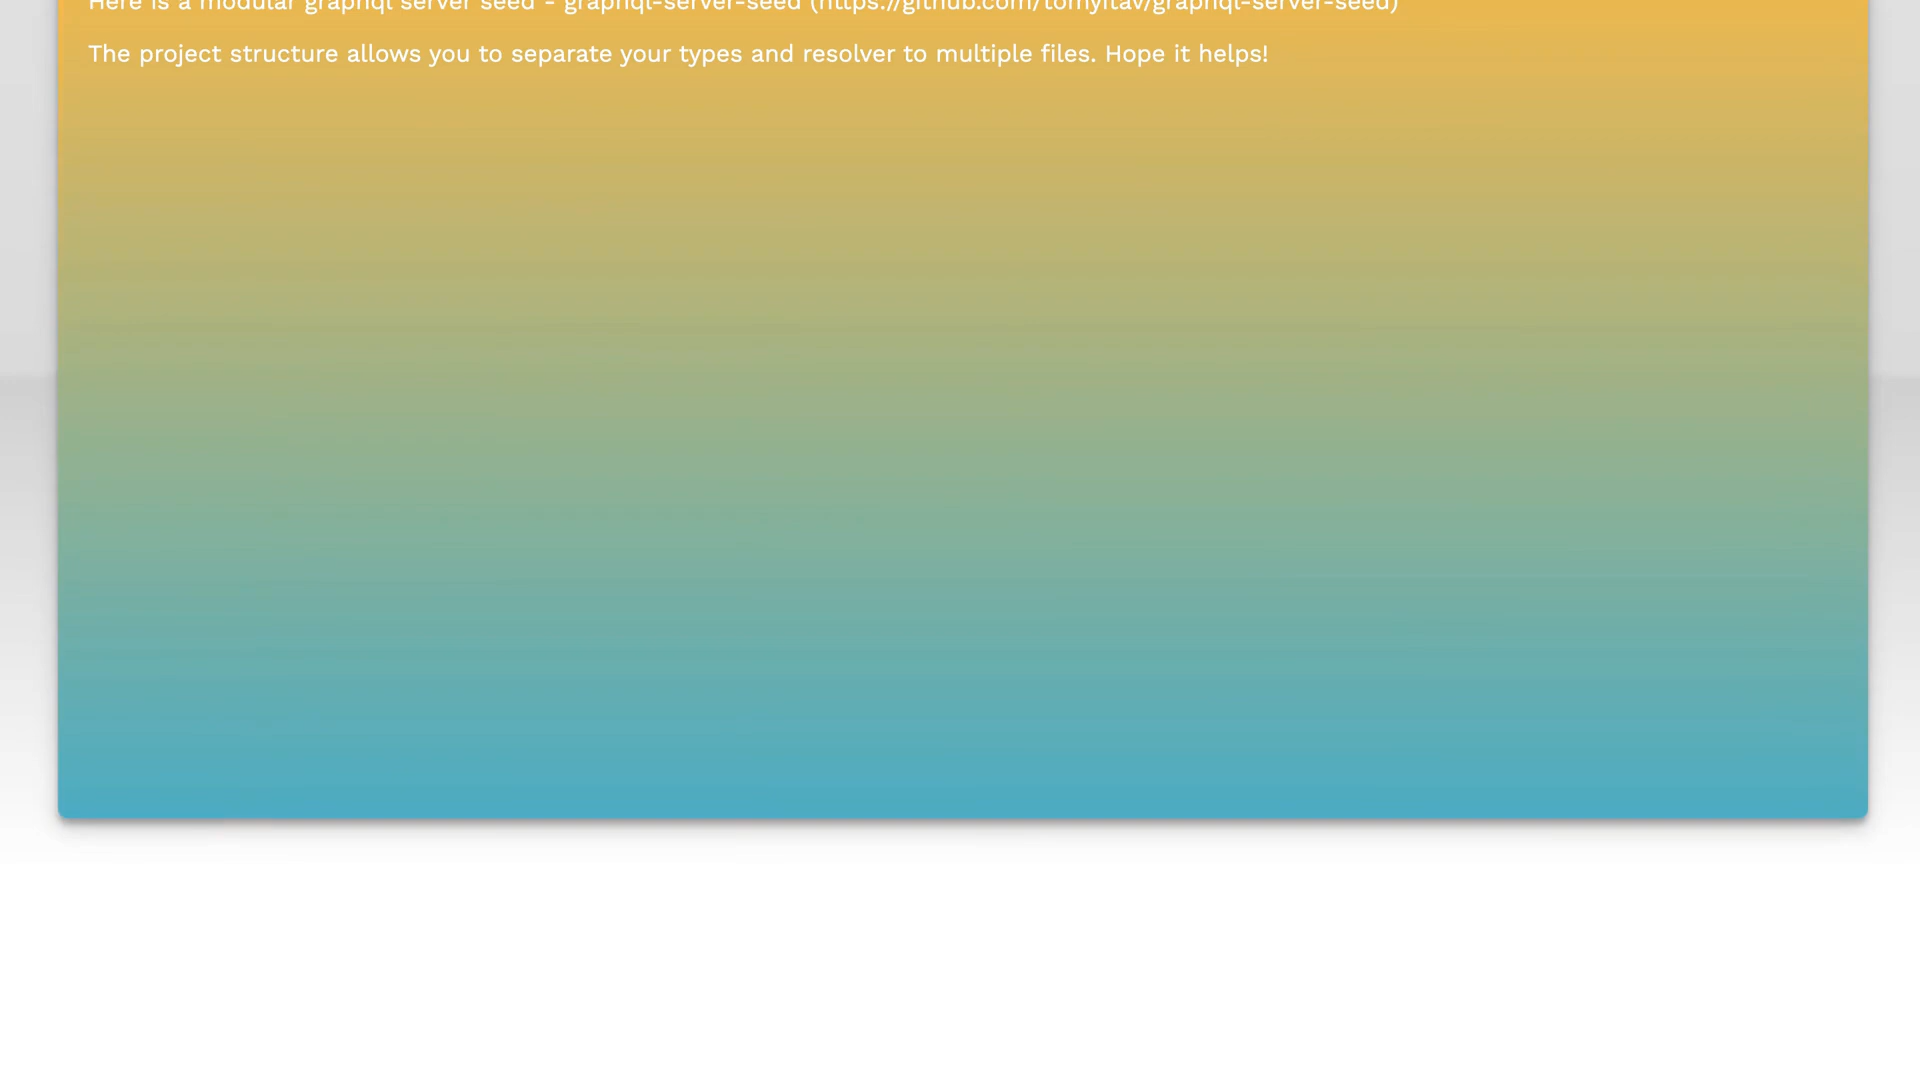 Here is a modular graphql server seed - graphql-server-seed (https://github.com/tomyitav/graphql-server-seed)
The project structure allows you to separate your types and resolver to multiple files. Hope it helps!